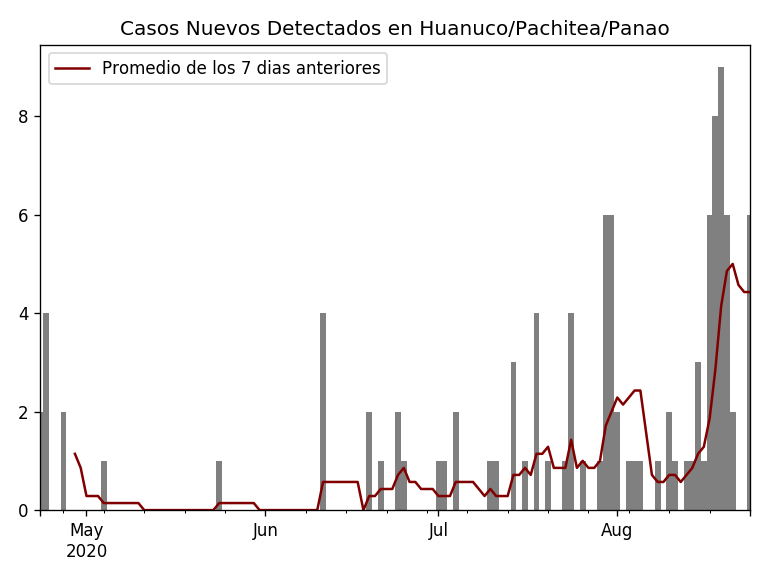 Casos Nuevos Detectados en Huanuco/Pachitea/Panao
Promedio de los 7 dias anteriores
8
6
4
2
0
May Jun Jul Aug
2020